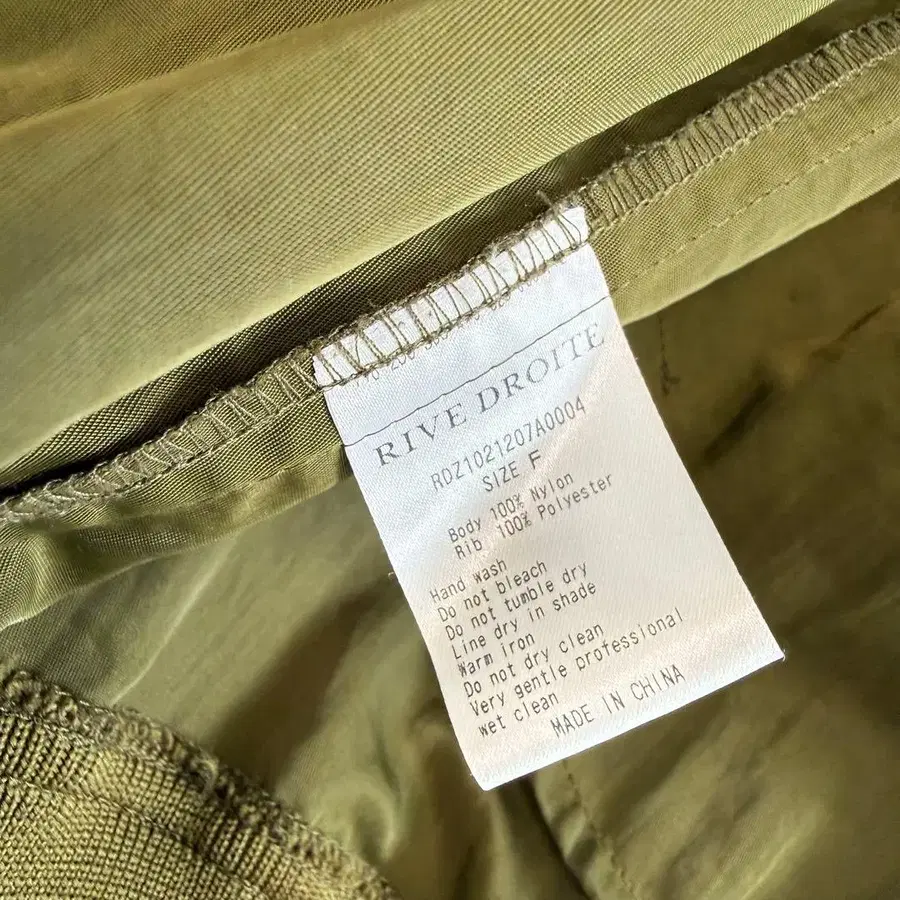 RIVE DROITE
RDZ1021207A0004
SIZE F
Body 100% Nylon
Rib 100% Polyester
Hand wash
Do not bleach
Do not tumble dry
Line dry in shade
Warm iron
Do not dry clean
Very gentle professional
wet clean
MADE IN CHINA